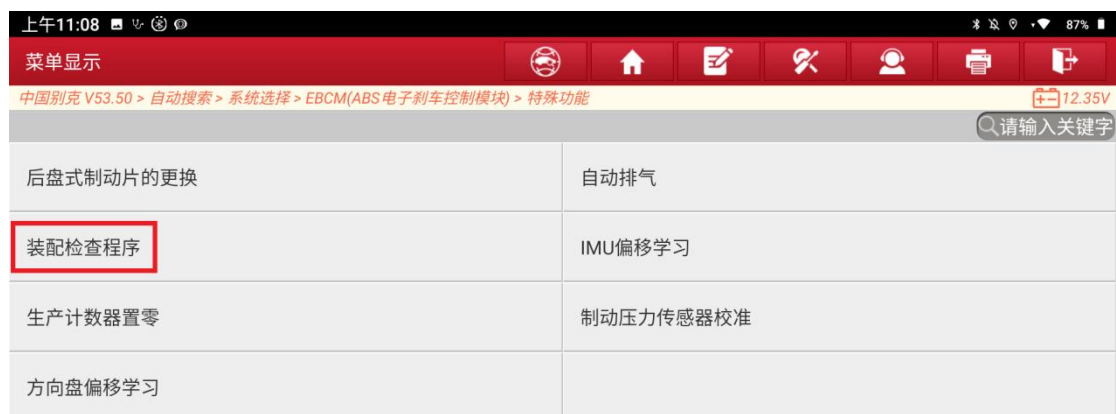 上午11:08
87%
菜单显示
中国别克 V53.50 > 自动搜索 > 系统选择 > EBCM(ABS电子刹车控制模块) > 特殊功能
12.35V
请输入关键字
后盘式制动片的更换
自动排气
装配检查程序
IMU偏移学习
生产计数器置零
制动压力传感器校准
方向盘偏移学习